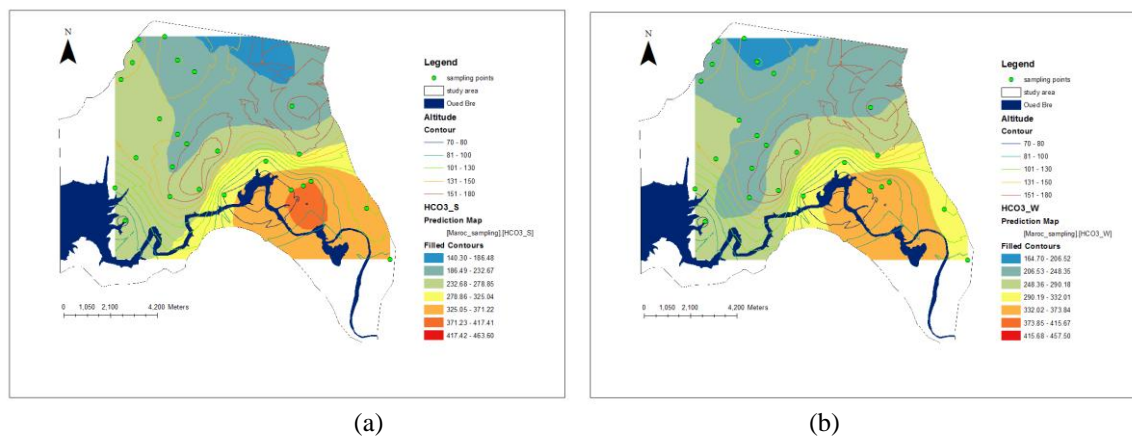 N
Legend
sampling points
study area
Oued Bre
Altitude
Contour
70 - 80
81 - 100
101 - 130
131 - 150
151 - 180
HCO3_S
Prediction Map
[Maroc_sampling].[HCO3_S]
Filled Contours
140.30 - 186.48
186.49 - 232.67
232.68 - 278.85
278.86 - 325.04
325.05 - 371.22
371.23 - 417.41
417.42 - 463.60
0 1,050 2,100 4,200 Meters
(a)
N
Legend
sampling points
study area
Oued Bre
Altitude
Contour
70 - 80
81 - 100
101 - 130
131 - 150
151 - 180
HCO3_W
Prediction Map
[Maroc_sampling].[HCO3_W]
Filled Contours
164.70 - 206.52
206.53 - 248.35
248.36 - 290.18
290.19 - 332.01
332.02 - 373.84
373.85 - 415.67
415.68 - 457.50
0 1,050 2,100 4,200 Meters
(b)